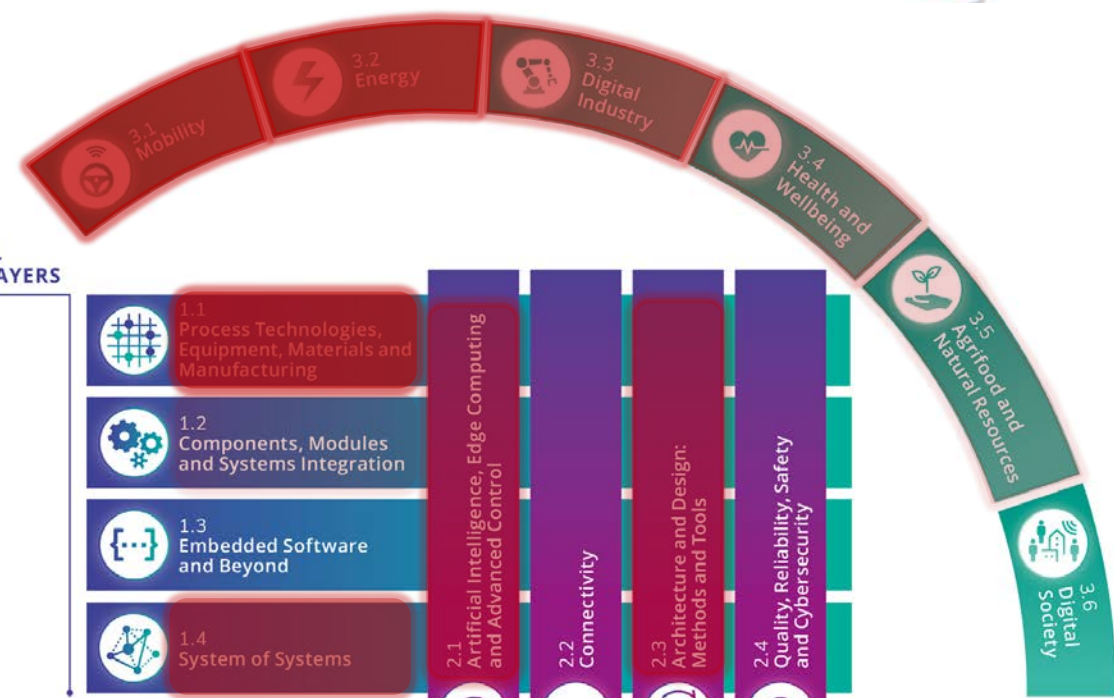 3.1
Mobility
3.2
Energy
3.3
Digital
Industry
3.4
Health and
Wellbeing
3.5
Agrifood and
Natural Resources
3.6
Digital
Society
AYERS
1.1
Process Technologies,
Equipment, Materials and
Manufacturing
1.2
Components, Modules
and Systems Integration
1.3
Embedded Software
and Beyond
1.4
System of Systems
2.1
Artificial Intelligence, Edge Computing
and Advanced Control
2.2
Connectivity
2.3
Architecture and Design:
Methods and Tools
2.4
Quality, Reliability, Safety
and Cybersecurity